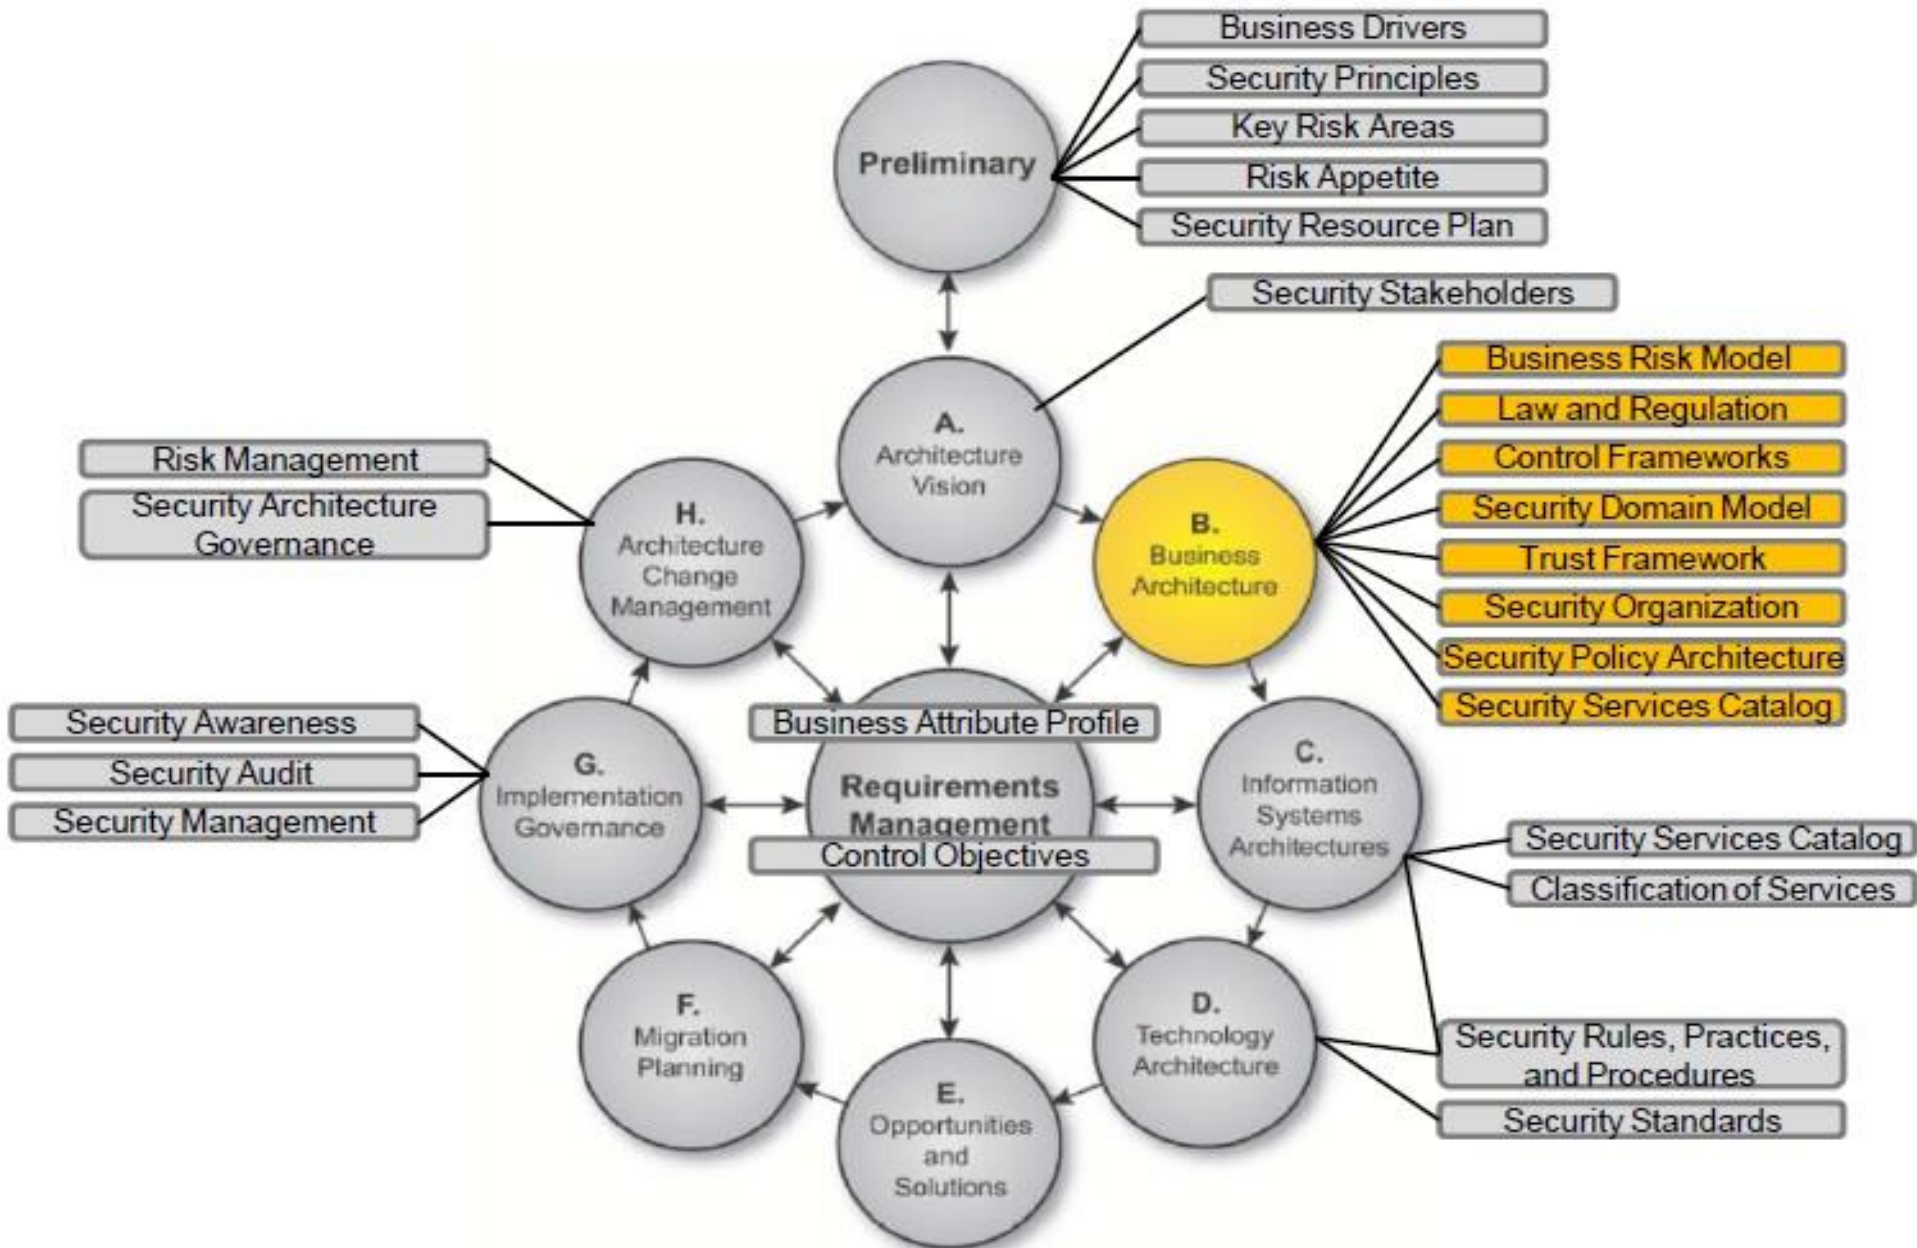 Business Drivers
Security Principles
Key Risk Areas
Risk Appetite
Security Resource Plan
Preliminary
Security Stakeholders
A.
Architecture
Vision
Business Risk Model
Law and Regulation
Control Frameworks
Security Domain Model
Trust Framework
Security Organization
Security Policy Architecture
Security Services Catalog
B.
Business
Architecture
Risk Management
Security Architecture
Governance
H.
Architecture
Change
Management
Security Awareness
Security Audit
Security Management
G.
Implementation
Governance
Business Attribute Profile
Requirements
Management
Control Objectives
C.
Information
Systems
Architectures
Security Services Catalog
Classification of Services
F.
Migration
Planning
D.
Technology
Architecture
Security Rules, Practices,
and Procedures
Security Standards
E.
Opportunities
and
Solutions